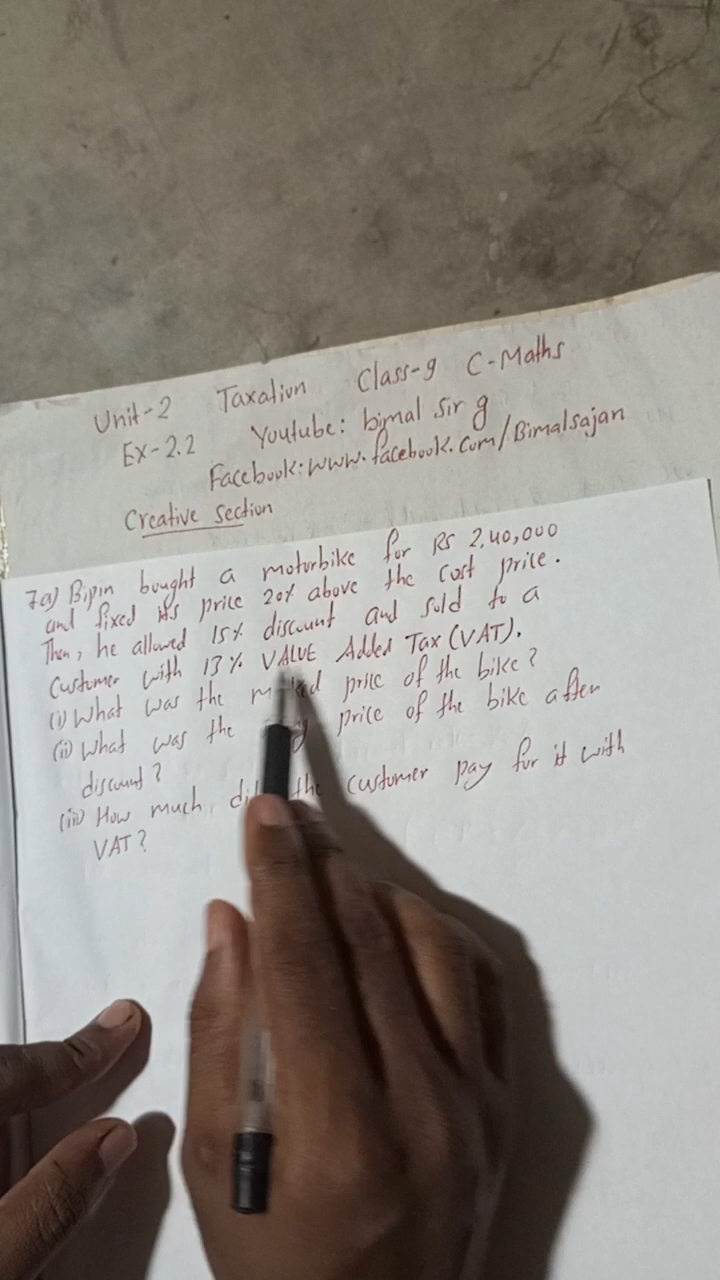 Unit-2 Taxation Class-9 C-Maths
Ex-2.2 Youtube: bimal sir g
Facebook: www.facebook.com/Bimalsajan
Creative section
7a) Bipin bought a motorbike for RS 2,40,000
and fixed its price 20% above the cost price.
Then, he allowed 15% discount and sold to a
customer with 13% VALUE Added Tax (VAT).
(i) What was the price of the bike?
(ii) What was the price of the bike after
discount?
(iii) How much the customer pay for it with
VAT?